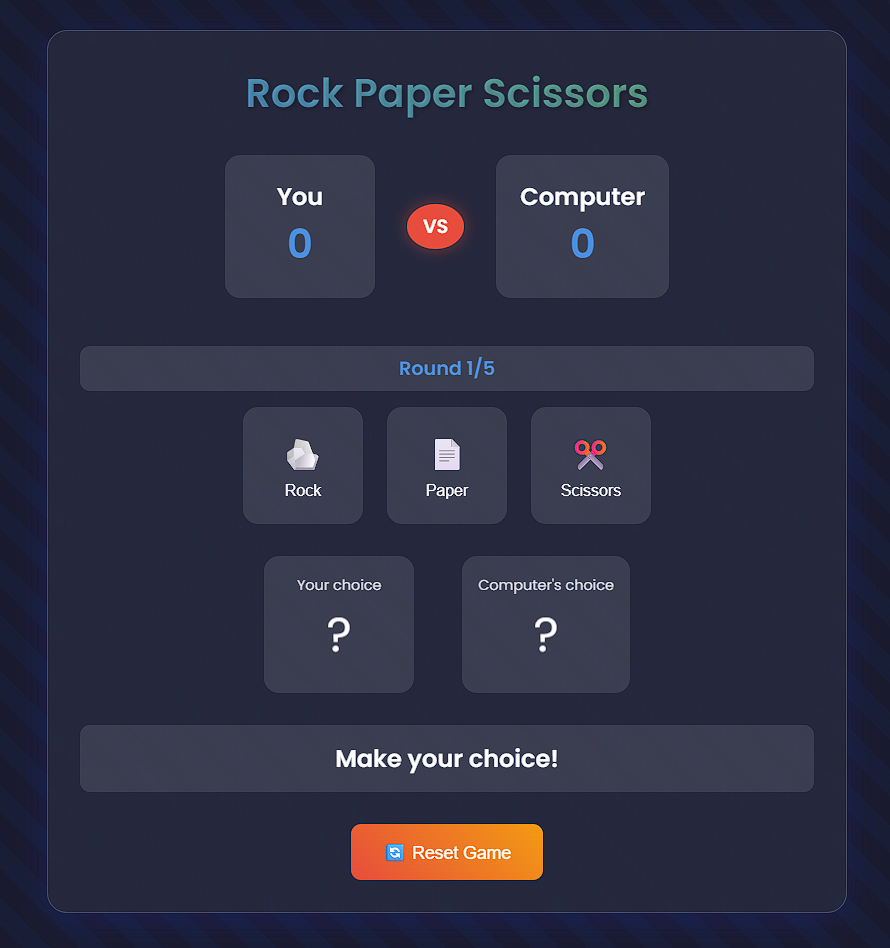 Rock Paper Scissors
You
0
VS
Computer
0
Round 1/5
Rock
Paper
Scissors
Your choice
?
Computer's choice
?
Make your choice!
Reset Game